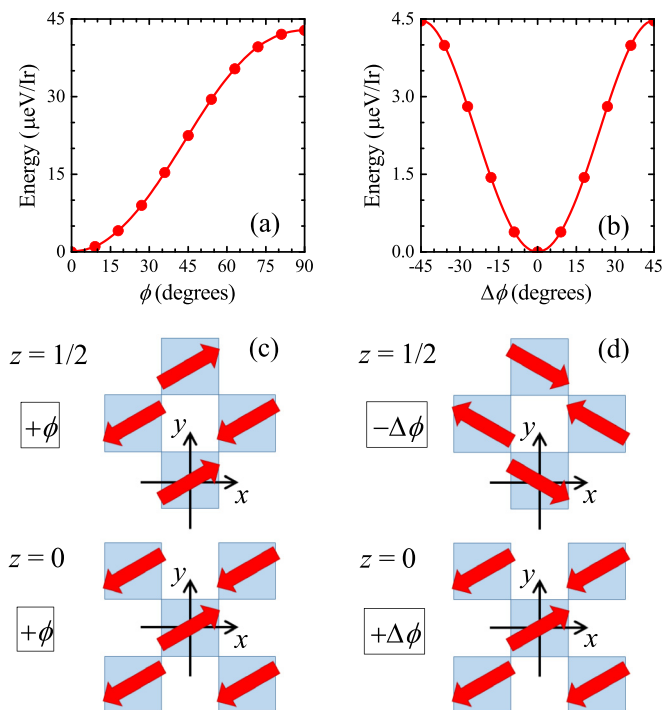 45
30
15
0
Energy (μeV/Ir)
0 15 30 45 60 75 90
ϕ (degrees)
(a)
4.5
3.0
1.5
0.0
Energy (μeV/Ir)
-45 -30 -15 0 15 30 45
Δϕ (degrees)
(b)
z = 1/2
+ϕ
(c)
y
x
z = 1/2
−Δϕ
(d)
y
x
z = 0
+ϕ
y
x
z = 0
+Δϕ
y
x